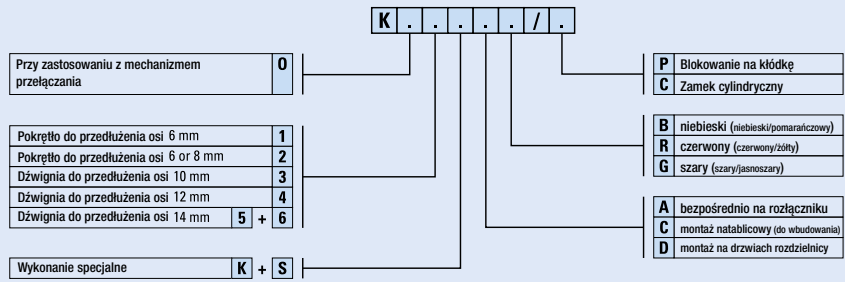 K . . . . . / .
Przy zastosowaniu z mechanizmem O
przełączania
Pokrętło do przedłużenia osi 6 mm 1
Pokrętło do przedłużenia osi 6 or 8 mm 2
Dźwignia do przedłużenia osi 10 mm 3
Dźwignia do przedłużenia osi 12 mm 4
Dźwignia do przedłużenia osi 14 mm 5 + 6
Wykonanie specjalne K + S
P Blokowanie na kłódkę
C Zamek cylindryczny
B niebieski (niebieski/pomarańczowy)
R czerwony (czerwony/żółty)
G szary (szary/jasnoszary)
A bezpośrednio na rozłączniku
C montaż natablicowy (do wbudowania)
D montaż na drzwiach rozdzielnicy